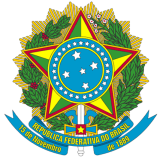 REPÚBLICA FEDERATIVA DO BRASIL
15 de Novembro
de 1889